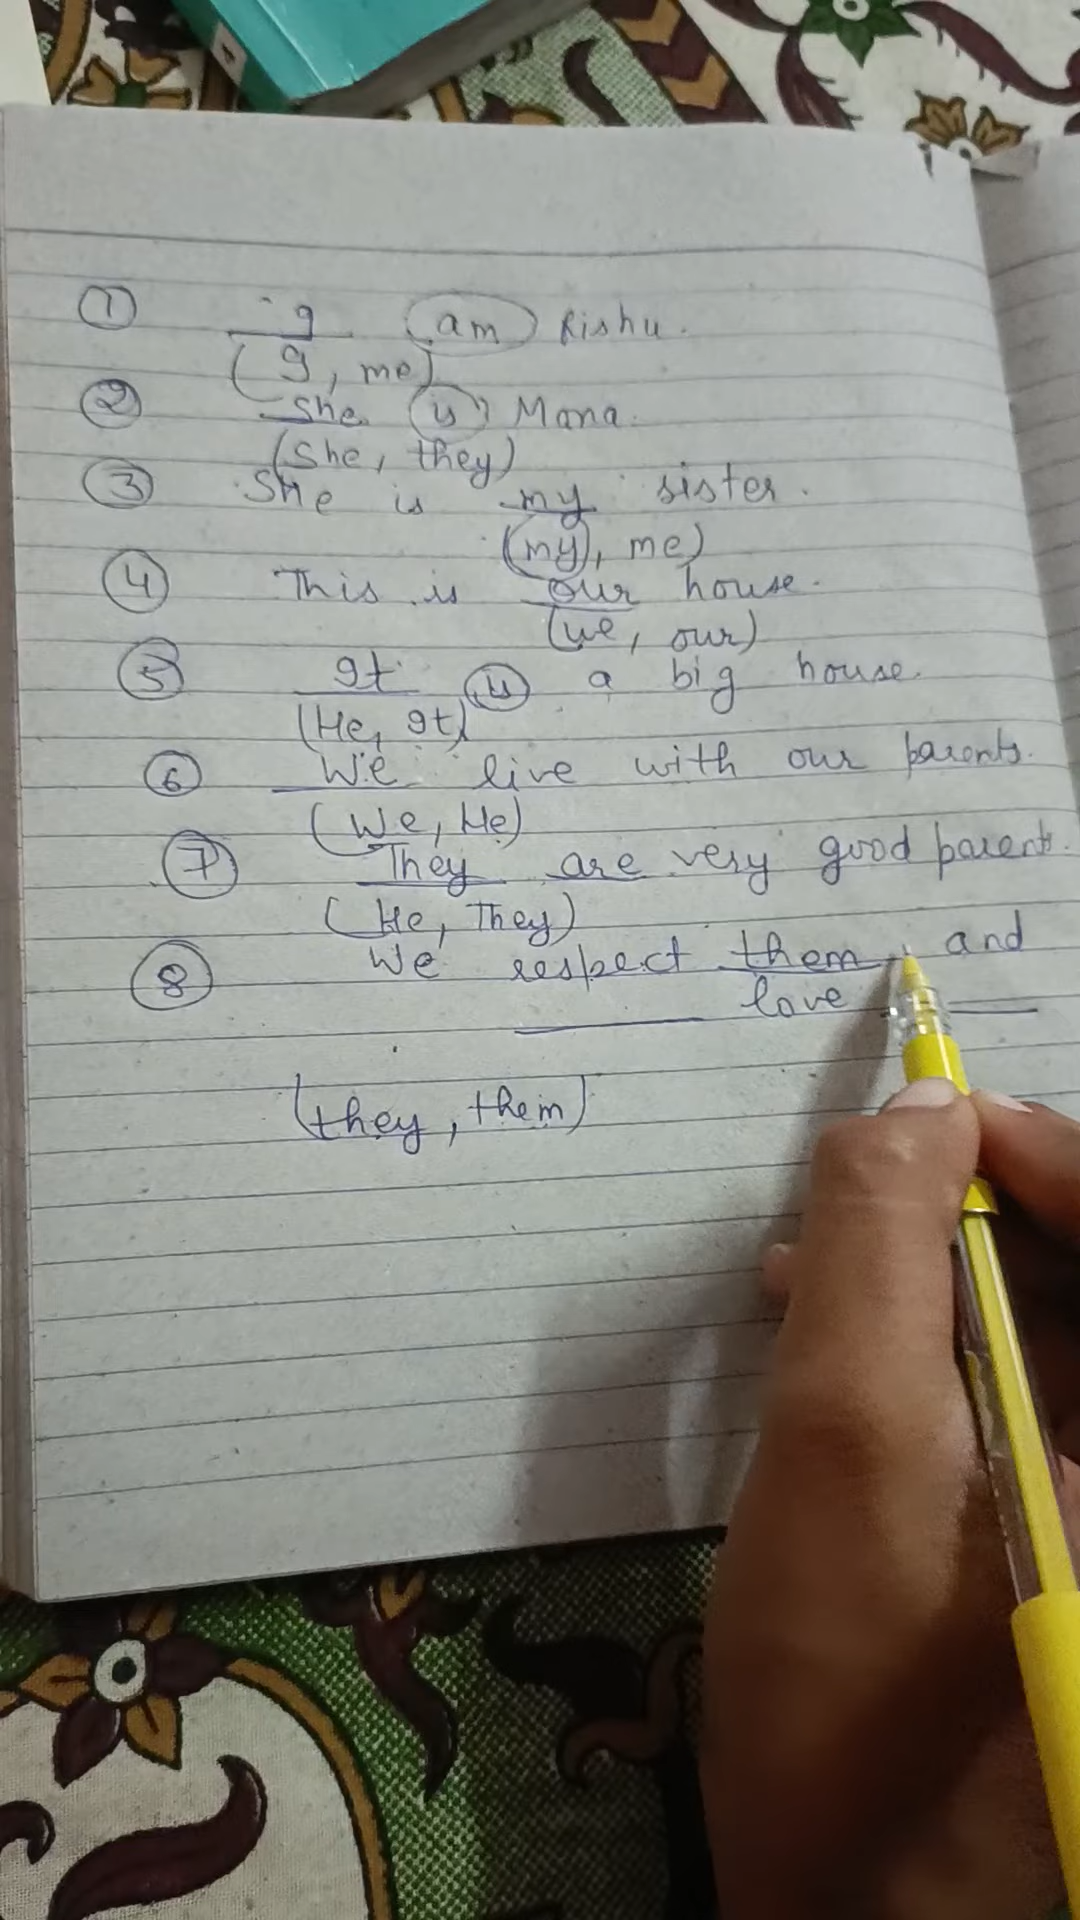 ① I am Rishu.
(I, me)
② She is Mona.
(She, they)
③ She is my sister.
(my, me)
④ This is our house.
(we, our)
⑤ It is a big house.
(He, It)
⑥ We live with our parents.
(We, He)
⑦ They are very good parents.
(He, They)
⑧ We respect them and
love
(they, them)